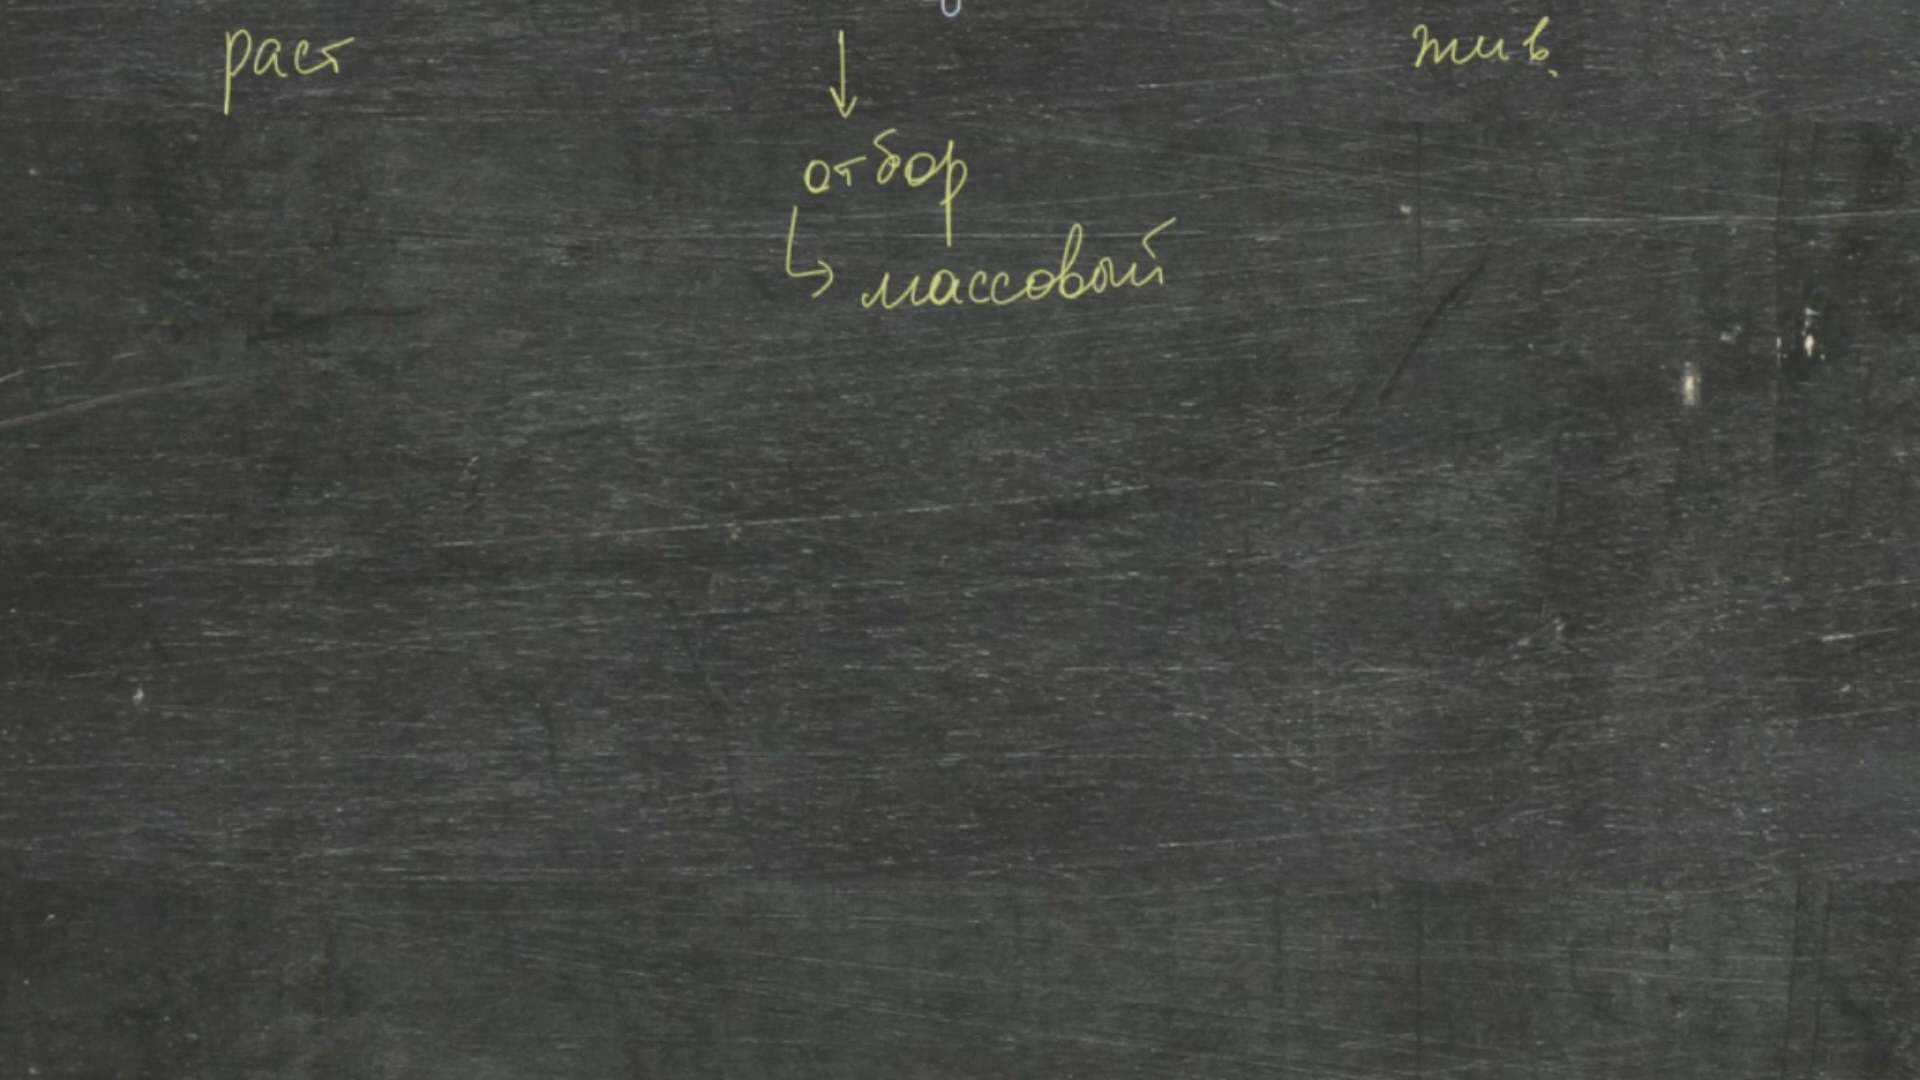 раст ↓ жив.
отбор
↳ массовый